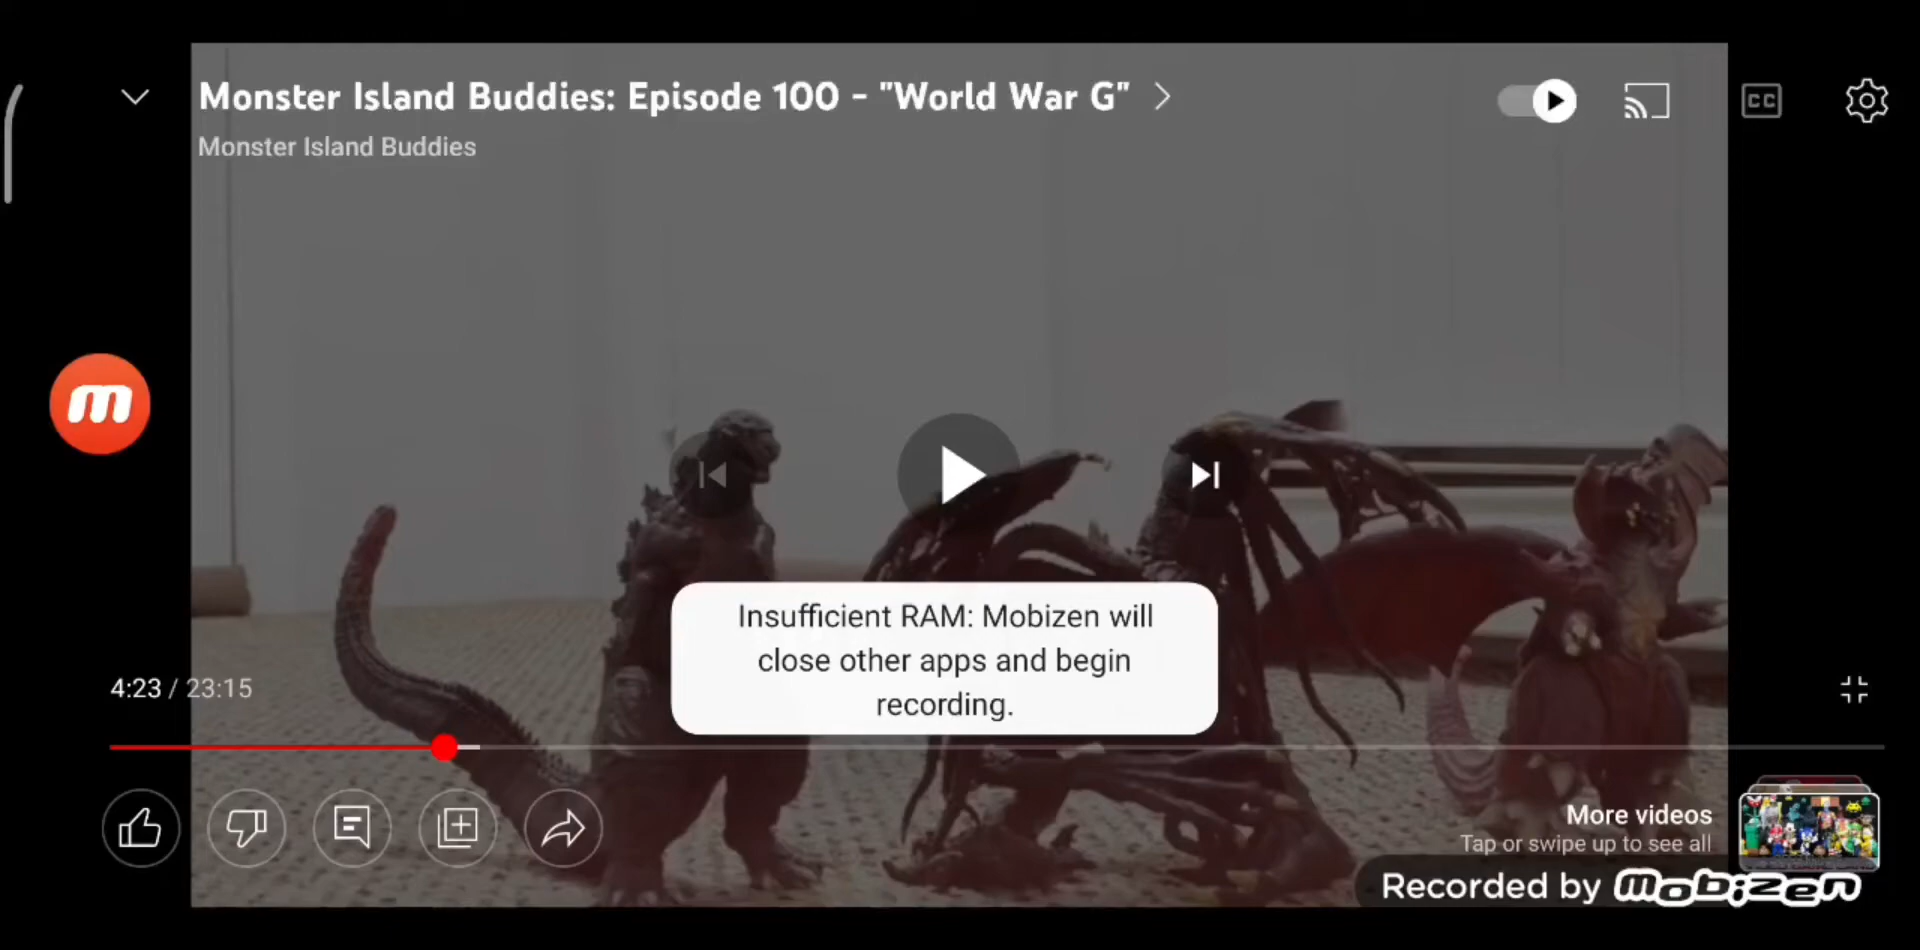 Monster Island Buddies: Episode 100 - "World War G"
Monster Island Buddies
CC
m
Insufficient RAM: Mobizen will
close other apps and begin
recording.
4:23 / 23:15
More videos
Tap or swipe up to see all
Recorded by Mobizen